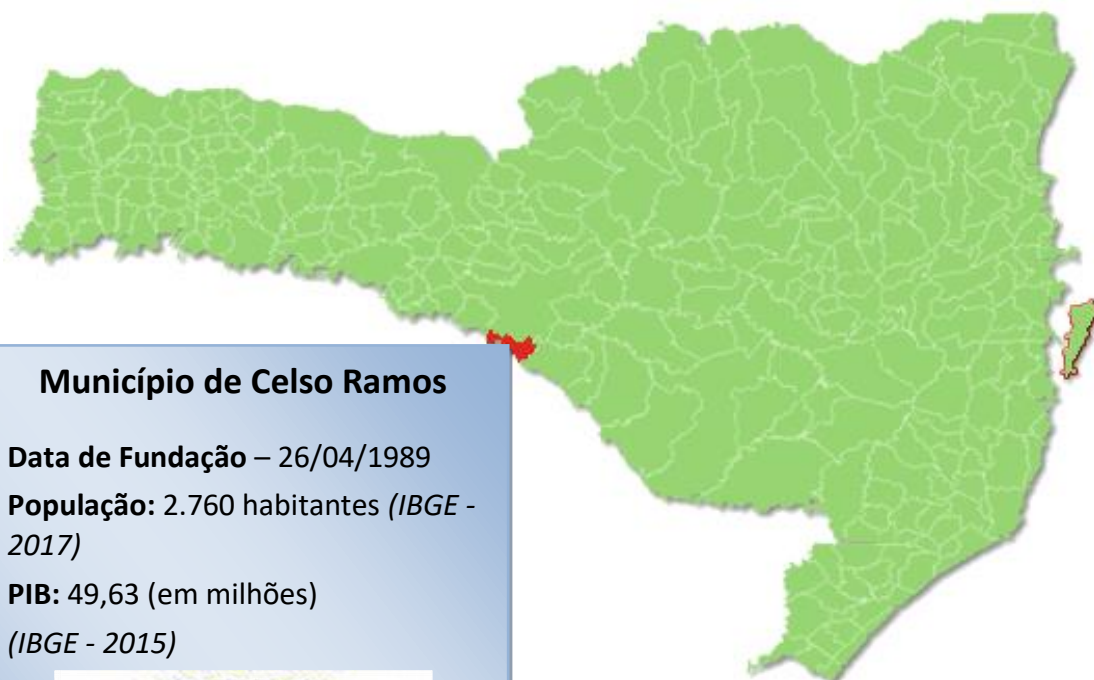 Município de Celso Ramos
Data de Fundação – 26/04/1989
População: 2.760 habitantes (IBGE -
2017)
PIB: 49,63 (em milhões)
(IBGE - 2015)